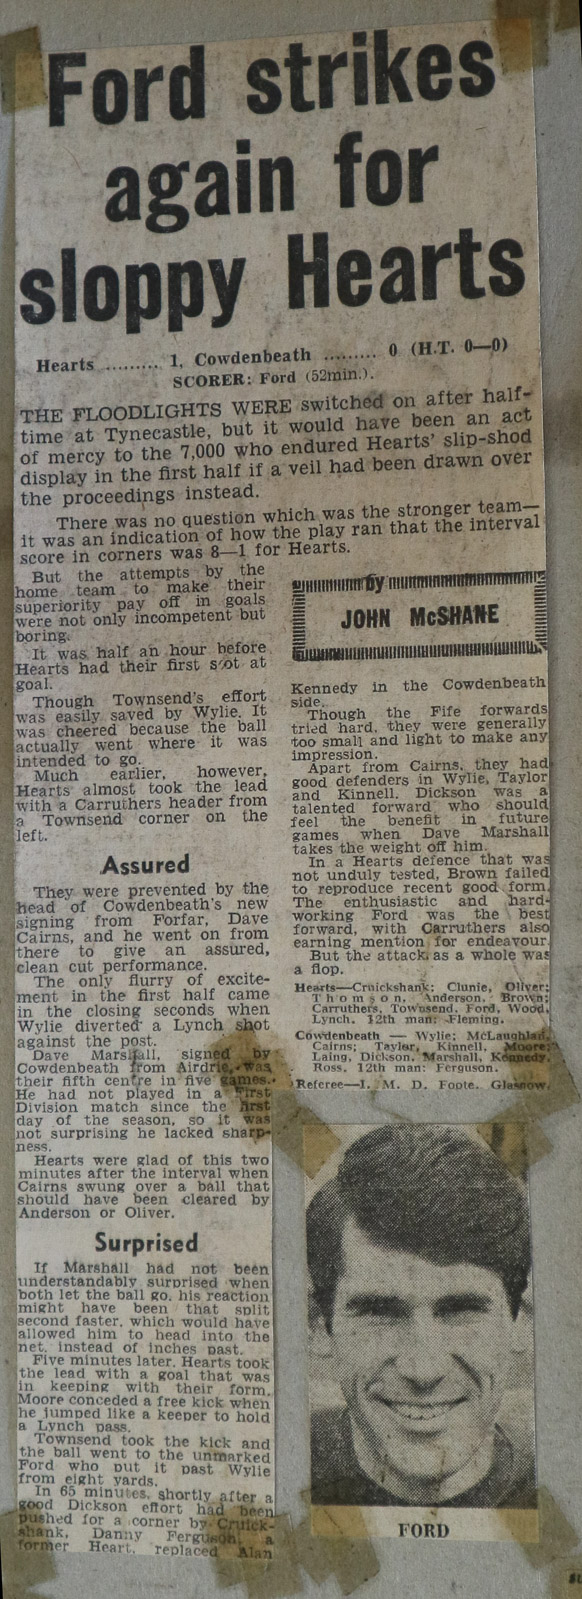 Ford strikes
again for
sloppy Hearts
Hearts ......... 1, Cowdenbeath ......... 0 (H.T. 0—0)
SCORER: Ford (52min.).
THE FLOODLIGHTS WERE switched on after half-
time at Tynecastle, but it would have been an act
of mercy to the 7,000 who endured Hearts' slip-shod
display in the first half if a veil had been drawn over
the proceedings instead.
There was no question which was the stronger team—
it was an indication of how the play ran that the interval
score in corners was 8—1 for Hearts.
But the attempts by the
home team to make their
superiority pay off in goals
were not only incompetent but
boring.
It was half an hour before
Hearts had their first s'ot at
goal.
Though Townsend's effort
was easily saved by Wylie. It
was cheered because the ball
actually went where it was
intended to go.
Much earlier, however,
Hearts almost took the lead
with a Carruthers header from
a Townsend corner on the
left.
Assured
They were prevented by the
head of Cowdenbeath's new
signing from Forfar, Dave
Cairns, and he went on from
there to give an assured,
clean cut performance.
The only flurry of excite-
ment in the first half came
in the closing seconds when
Wylie diverted a Lynch shot
against the post.
Dave Marshall, signed by
Cowdenbeath from Airdrie, was
their fifth centre in five games.
He had not played in a First
Division match since the first
day of the season, so it was
not surprising he lacked sharp-
ness.
Hearts were glad of this two
minutes after the interval when
Cairns swung over a ball that
should have been cleared by
Anderson or Oliver.
Surprised
If Marshall had not been
understandably surprised when
both let the ball go, his reaction
might have been that split
second faster, which would have
allowed him to head into the
net, instead of inches past.
Five minutes later, Hearts took
the lead with a goal that was
in keeping with their form.
Moore conceded a free kick when
he jumped like a keeper to hold
a Lynch pass.
Townsend took the kick and
the ball went to the unmarked
Ford who put it past Wylie
from eight yards.
In 65 minutes, shortly after a
good Dickson effort had been
pushed for a corner by Cruick-
shank, Danny Ferguson, a
former Heart, replaced Alan
by
JOHN McSHANE
Kennedy in the Cowdenbeath
side.
Though the Fife forwards
tried hard, they were generally
too small and light to make any
impression.
Apart from Cairns, they had
good defenders in Wylie, Taylor
and Kinnell. Dickson was a
talented forward who should
feel the benefit in future
games when Dave Marshall
takes the weight off him.
In a Hearts defence that was
not unduly tested, Brown failed
to reproduce recent good form.
The enthusiastic and hard-
working Ford was the best
forward, with Carruthers also
earning mention for endeavour.
But the attack as a whole was
a flop.
Hearts—Cruickshank; Clunie, Oliver;
Thomson, Anderson, Brown;
Carruthers, Townsend, Ford, Wood,
Lynch. 12th man: Fleming.
Cowdenbeath — Wylie; McLaughlan,
Cairns; Taylor, Kinnell, Moore;
Laing, Dickson, Marshall, Kennedy,
Ross. 12th man: Ferguson.
Referee—I. M. D. Foote, Glasgow.
FORD